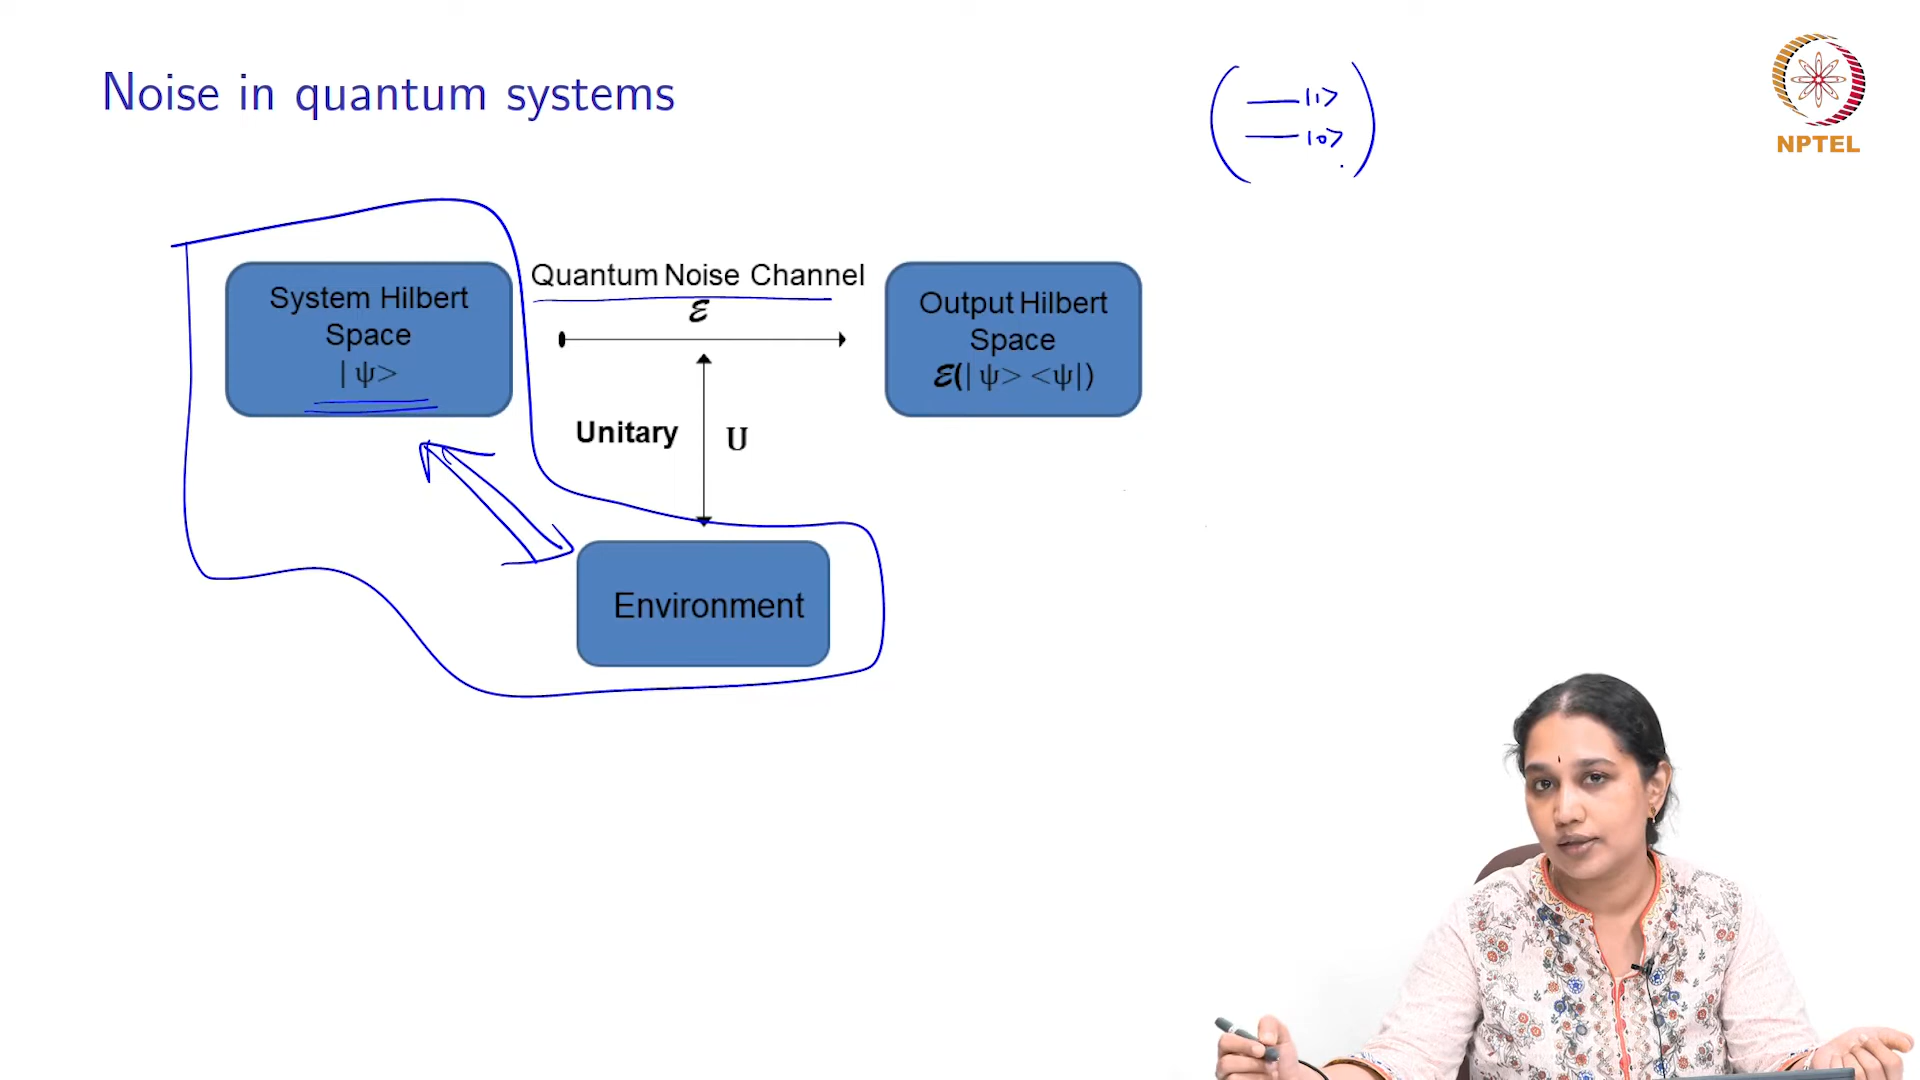 Noise in quantum systems
|1>
|0>
NPTEL
System Hilbert
Space
| ψ>
Quantum Noise Channel
ℰ
Output Hilbert
Space
ℰ(| ψ> <ψ|)
Unitary U
Environment